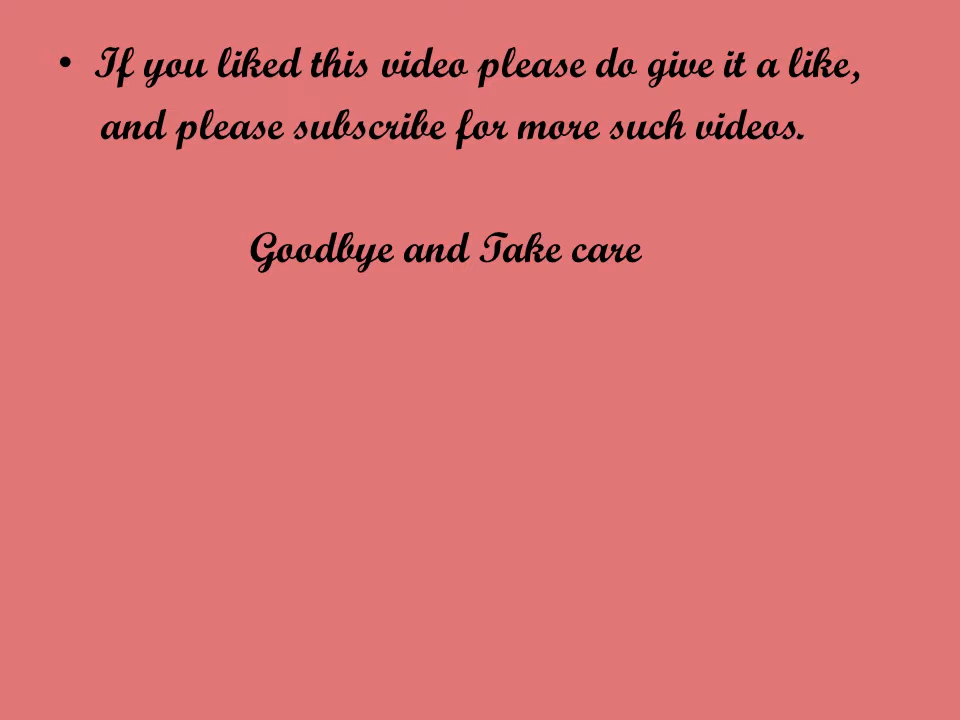 • If you liked this video please do give it a like,
and please subscribe for more such videos.
Goodbye and Take care